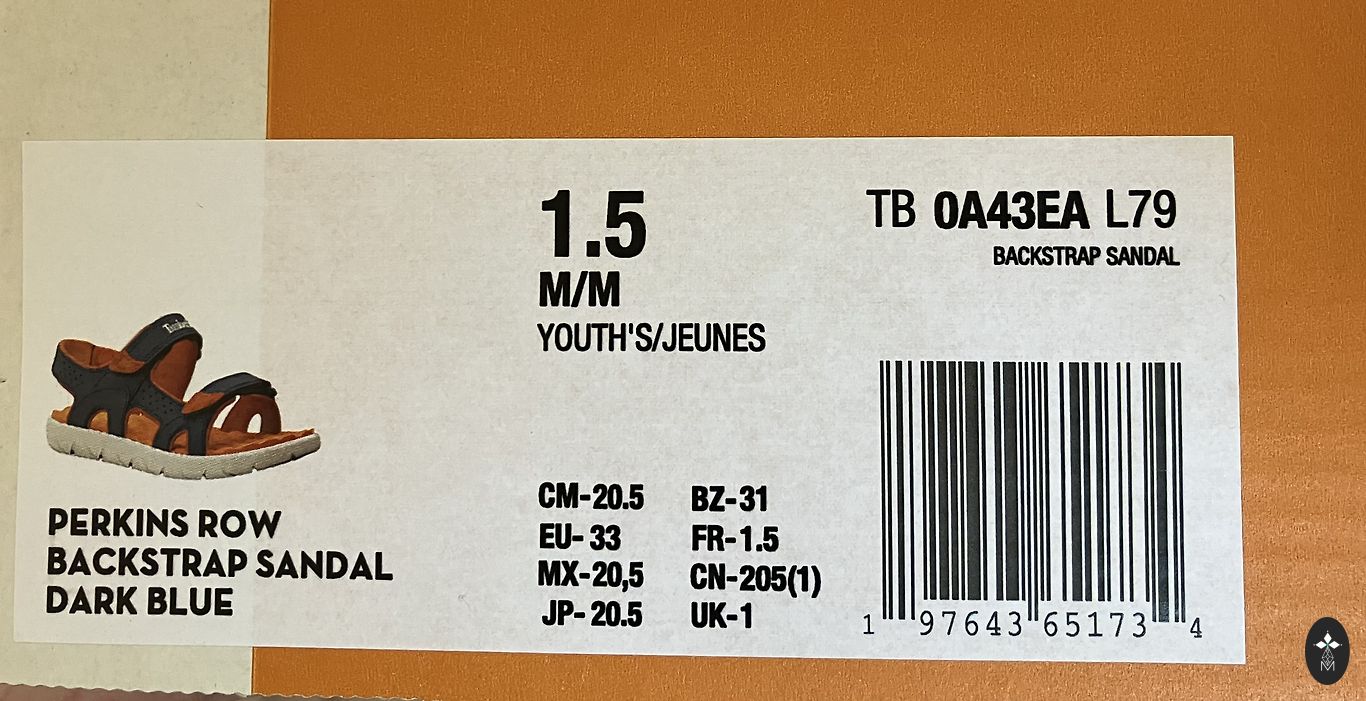 1.5
M/M
YOUTH'S/JEUNES
TB 0A43EA L79
BACKSTRAP SANDAL
PERKINS ROW
BACKSTRAP SANDAL
DARK BLUE
CM-20.5 BZ-31
EU-33 FR-1.5
MX-20,5 CN-205(1)
JP-20.5 UK-1
1 97643 65173 4
M